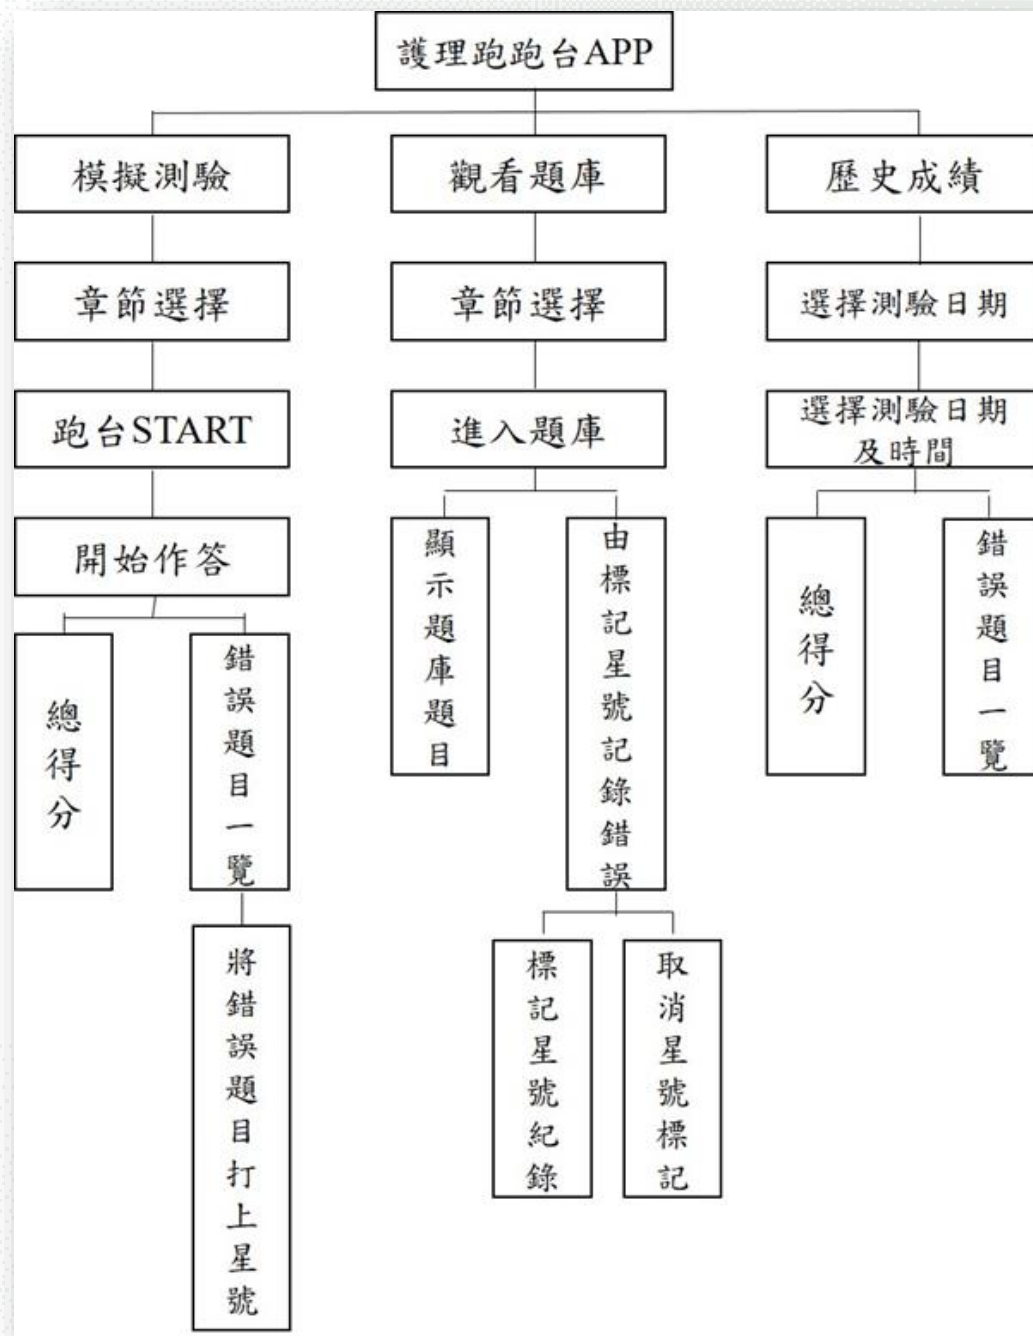 護理跑跑台APP
模擬測驗
觀看題庫
歷史成績
章節選擇
章節選擇
選擇測驗日期
跑台START
進入題庫
選擇測驗日期
及時間
開始作答
顯示題庫題目
由標記星號記錄錯誤
總得分
錯誤題目一覽
總得分
錯誤題目一覽
將錯誤題目打上星號
標記星號紀錄
取消星號標記